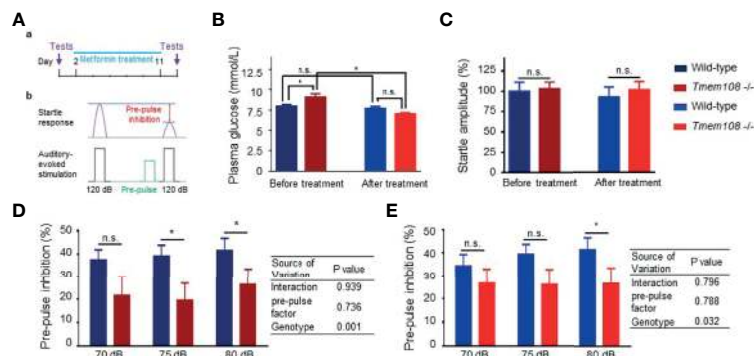 A
a
Tests
Tests
Metformin treatment
Day
2
11
b
Startle
response
Pre-pulse
inhibition
Auditory-
evoked
stimulation
120 dB
Pre-pulse
120 dB
B
Plasma glucose (mmol/L)
12.5
10.0
7.5
5.0
2.5
0
n.s.
*
*
n.s.
Before treatment
After treatment
C
Startle amplitude (%)
125
100
75
50
25
0
n.s.
n.s.
Before treatment
After treatment
Wild-type
Tmem108 -/-
Wild-type
Tmem108 -/-
D
Pre-pulse inhibtion (%)
50
40
30
20
10
0
n.s.
*
*
70 dB
75 dB
80 dB
Source of
Variation
P value
Interaction
0.939
pre-pulse
factor
0.736
Genotype
0.001
E
Pre-pulse inhibtion (%)
50
40
30
20
10
0
n.s.
n.s.
*
70 dB
75 dB
80 dB
Source of
Variation
P value
Interaction
0.796
pre-pulse
factor
0.788
Genotype
0.032